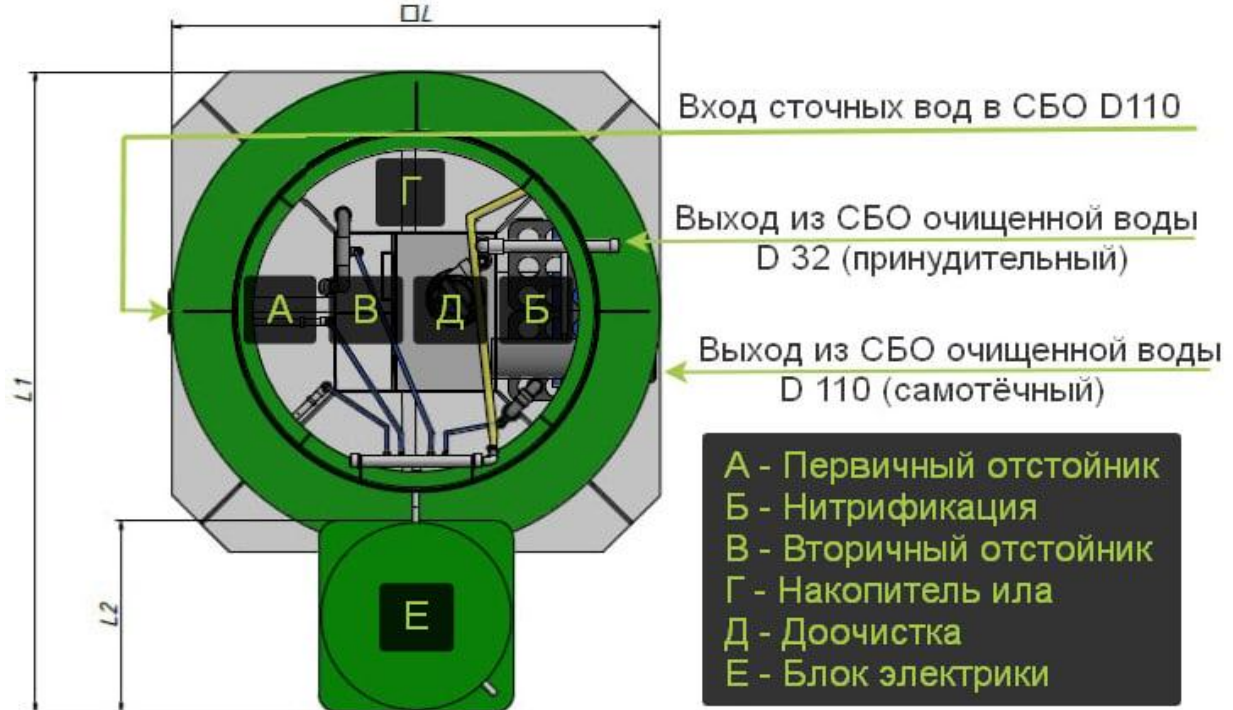 □L
L1
L2
Вход сточных вод в СБО D110
Выход из СБО очищенной воды
D 32 (принудительный)
Выход из СБО очищенной воды
D 110 (самотёчный)
Г
А
В
Д
Б
Е
А - Первичный отстойник
Б - Нитрификация
В - Вторичный отстойник
Г - Накопитель ила
Д - Доочистка
Е - Блок электрики